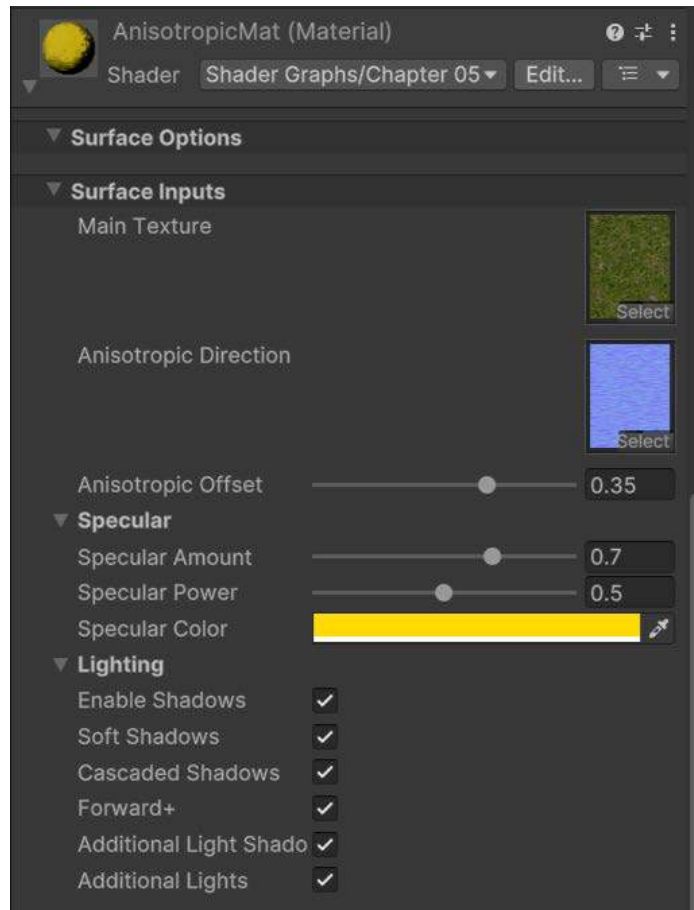 AnisotropicMat (Material)
Shader Shader Graphs/Chapter 05 Edit...
Surface Options
Surface Inputs
Main Texture
Select
Anisotropic Direction
Select
Anisotropic Offset 0.35
Specular
Specular Amount 0.7
Specular Power 0.5
Specular Color
Lighting
Enable Shadows
Soft Shadows
Cascaded Shadows
Forward+
Additional Light Shado
Additional Lights